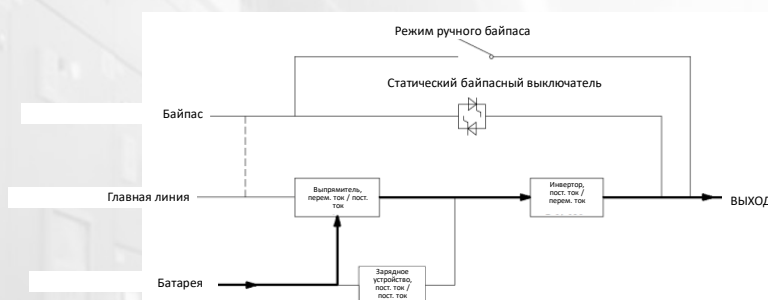 Режим ручного байпаса
Статический байпасный выключатель
Байпас
Главная линия
Выпрямитель,
перем. ток / пост.
ток
Инвертор,
пост. ток /
перем. ток
ВЫХОД
Батарея
Зарядное
устройство,
пост. ток /
пост. ток